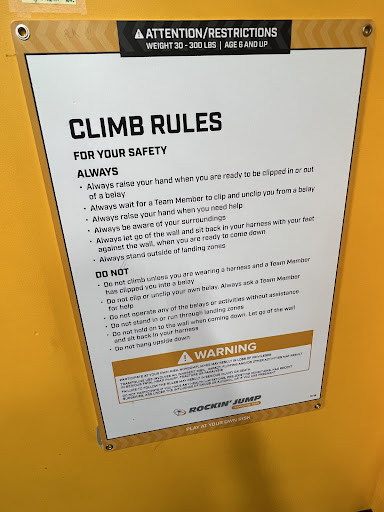 ATTENTION/RESTRICTIONS
WEIGHT 30 - 300 LBS | AGE 6 AND UP
CLIMB RULES
FOR YOUR SAFETY
ALWAYS
• Always raise your hand when you are ready to be clipped in or out
of a belay
• Always wait for a Team Member to clip and unclip you from a belay
• Always raise your hand when you need help
• Always be aware of your surroundings
• Always let go of the wall and sit back in your harness with your feet
against the wall, when you are ready to come down
• Always stand outside of landing zones
DO NOT
• Do not climb unless you are wearing a harness and a Team Member
has clipped you into a belay
• Do not clip or unclip your own belay. Always ask a Team Member
for help
• Do not operate any of the belays or activities without assistance
• Do not stand in or run through landing zones
• Do not hold on to the wall when coming down. Let go of the wall
and sit back in your harness
• Do not hang upside down
WARNING
ROCKIN' JUMP
PLAY AT YOUR OWN RISK